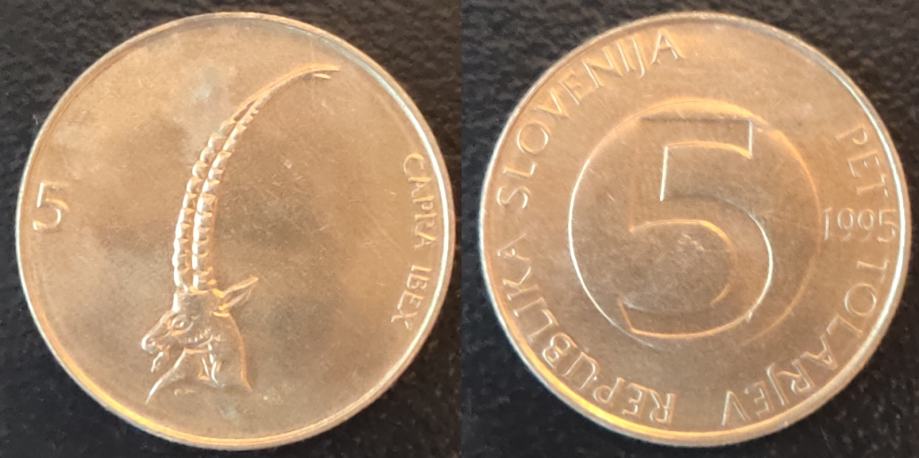 5
CAPRA IBEX
REPUBLIKA SLOVENIJA
5
PET TOLARJEV
1995